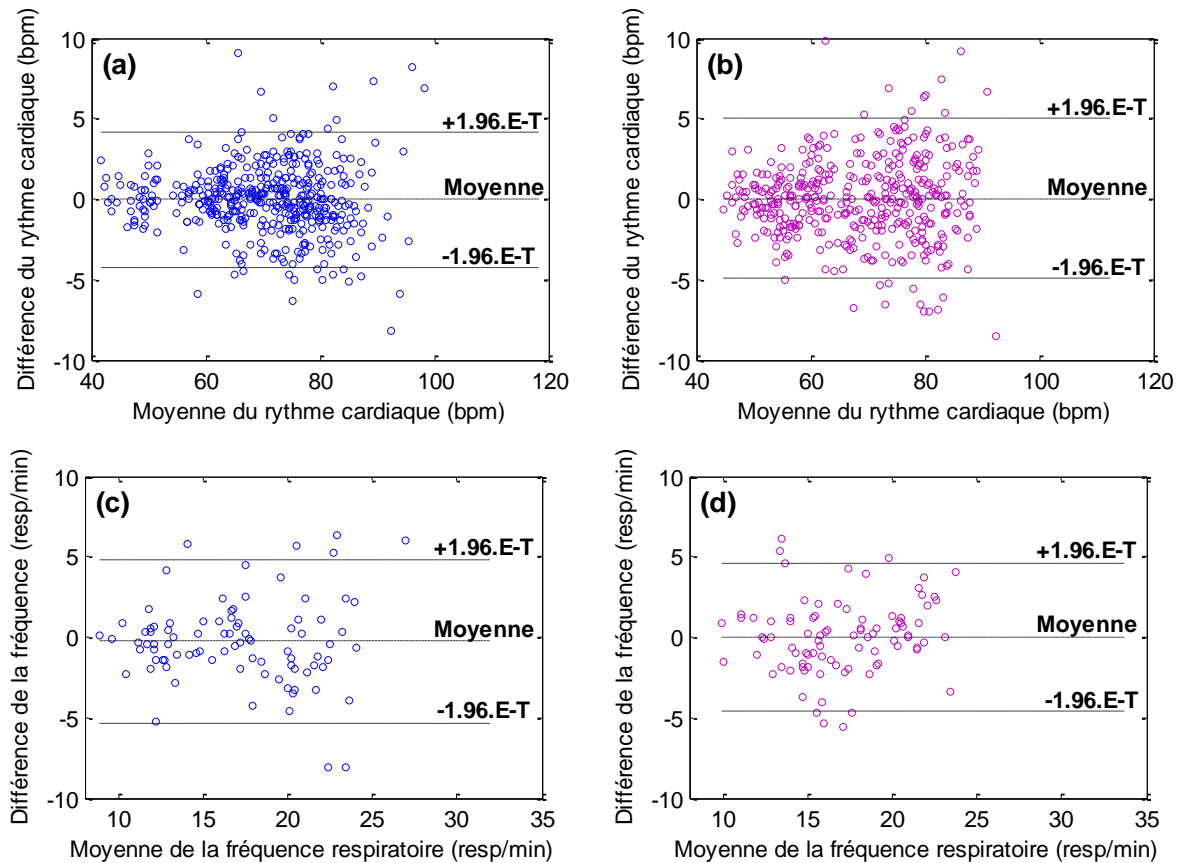 Différence du rythme cardiaque (bpm)
10
5
0
-5
-10
(a)
+1.96.E-T
Moyenne
-1.96.E-T
40 60 80 100 120
Moyenne du rythme cardiaque (bpm)
Différence du rythme cardiaque (bpm)
10
5
0
-5
-10
(b)
+1.96.E-T
Moyenne
-1.96.E-T
40 60 80 100 120
Moyenne du rythme cardiaque (bpm)
Différence de la fréquence (resp/min)
10
5
0
-5
-10
(c)
+1.96.E-T
Moyenne
-1.96.E-T
10 15 20 25 30 35
Moyenne de la fréquence respiratoire (resp/min)
Différence de la fréquence (resp/min)
10
5
0
-5
-10
(d)
+1.96.E-T
Moyenne
-1.96.E-T
10 15 20 25 30 35
Moyenne de la fréquence respiratoire (resp/min)